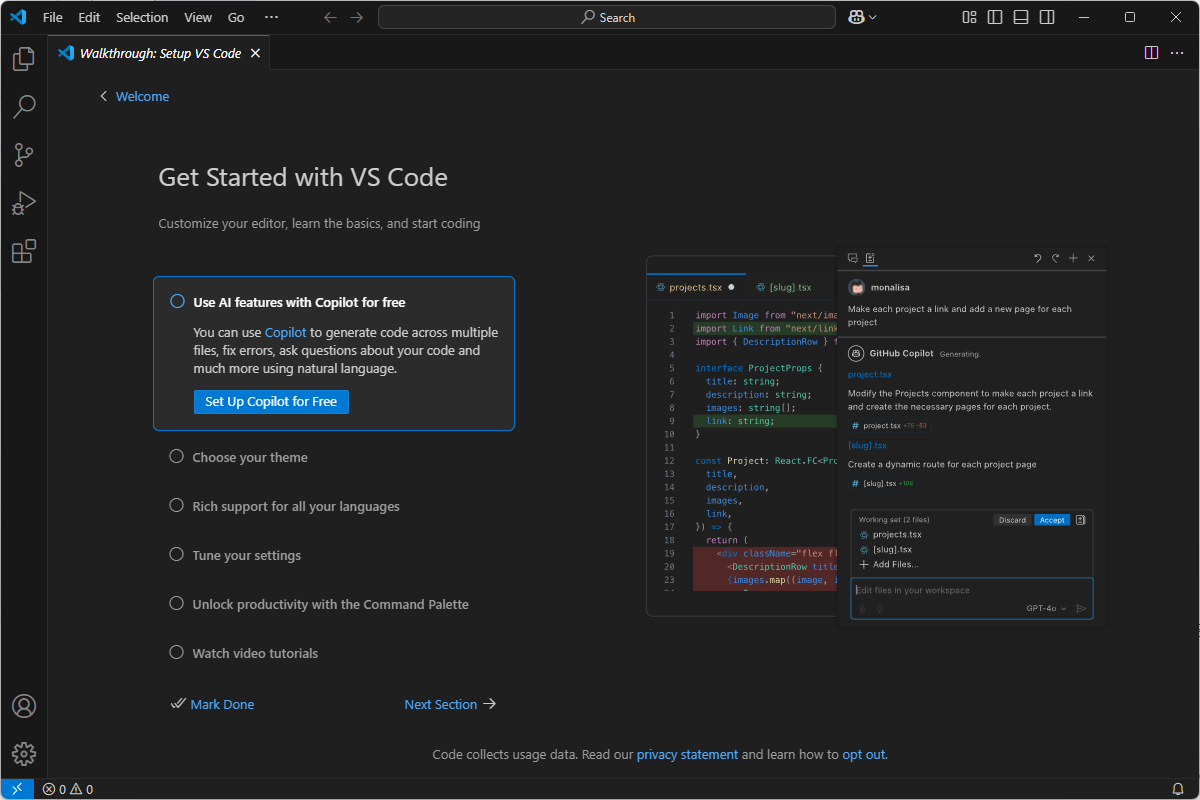 File Edit Selection View Go ··· Search
Walkthrough: Setup VS Code
Welcome
Get Started with VS Code
Customize your editor, learn the basics, and start coding
Use AI features with Copilot for free
You can use Copilot to generate code across multiple
files, fix errors, ask questions about your code and
much more using natural language.
Set Up Copilot for Free
Choose your theme
Rich support for all your languages
Tune your settings
Unlock productivity with the Command Palette
Watch video tutorials
Mark Done Next Section
projects.tsx [slug].tsx
1 import Image from "next/ima
2 import Link from "next/link
3 import { DescriptionRow } f
4
5 interface ProjectProps {
6 title: string;
7 description: string;
8 images: string[];
9 link: string;
10 }
11
12 const Project: React.FC<Pro
13 title,
14 description,
15 images,
16 link,
17 }) => {
18 return (
19 <div className="flex fl
20 <DescriptionRow title
23 {images.map((image, i
monalisa
Make each project a link and add a new page for each
project
GitHub Copilot Generating.
project.tsx
Modify the Projects component to make each project a link
and create the necessary pages for each project.
# project.tsx
[slug].tsx
Create a dynamic route for each project page
# [slug].tsx +108
Working set (2 files) Discard Accept
projects.tsx
[slug].tsx
Add Files...
Edit files in your workspace
GPT-4o
Code collects usage data. Read our privacy statement and learn how to opt out.
0 0